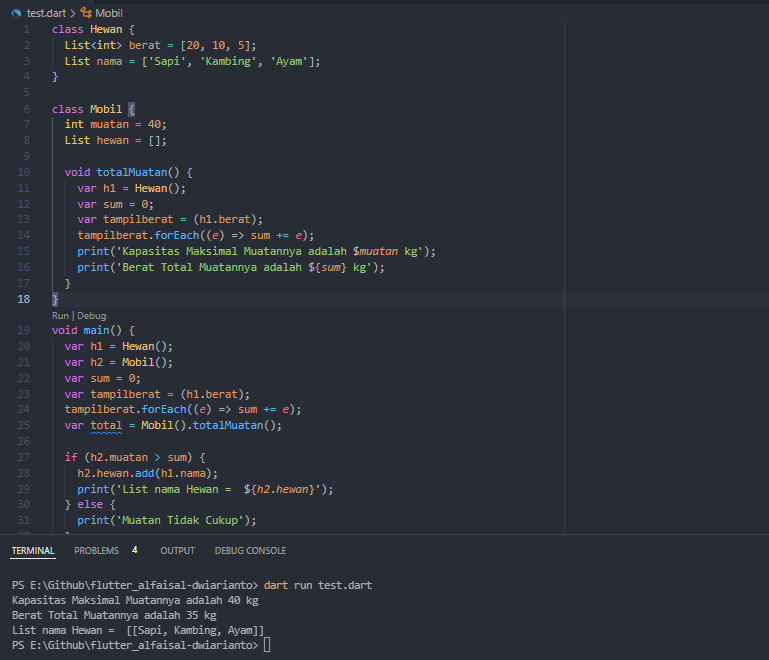 test.dart > Mobil
1 class Hewan {
2 List<int> berat = [20, 10, 5];
3 List nama = ['Sapi', 'Kambing', 'Ayam'];
4 }
5
6 class Mobil {
7 int muatan = 40;
8 List hewan = [];
9
10 void totalMuatan() {
11 var h1 = Hewan();
12 var sum = 0;
13 var tampilberat = (h1.berat);
14 tampilberat.forEach((e) => sum += e);
15 print('Kapasitas Maksimal Muatannya adalah $muatan kg');
16 print('Berat Total Muatannya adalah ${sum} kg');
17 }
18 }
Run | Debug
19 void main() {
20 var h1 = Hewan();
21 var h2 = Mobil();
22 var sum = 0;
23 var tampilberat = (h1.berat);
24 tampilberat.forEach((e) => sum += e);
25 var total = Mobil().totalMuatan();
26
27 if (h2.muatan > sum) {
28 h2.hewan.add(h1.nama);
29 print('List nama Hewan =  ${h2.hewan}');
30 } else {
31 print('Muatan Tidak Cukup');
TERMINAL PROBLEMS 4 OUTPUT DEBUG CONSOLE
PS E:\Github\flutter_alfaisal-dwiarianto> dart run test.dart
Kapasitas Maksimal Muatannya adalah 40 kg
Berat Total Muatannya adalah 35 kg
List nama Hewan =  [[Sapi, Kambing, Ayam]]
PS E:\Github\flutter_alfaisal-dwiarianto>